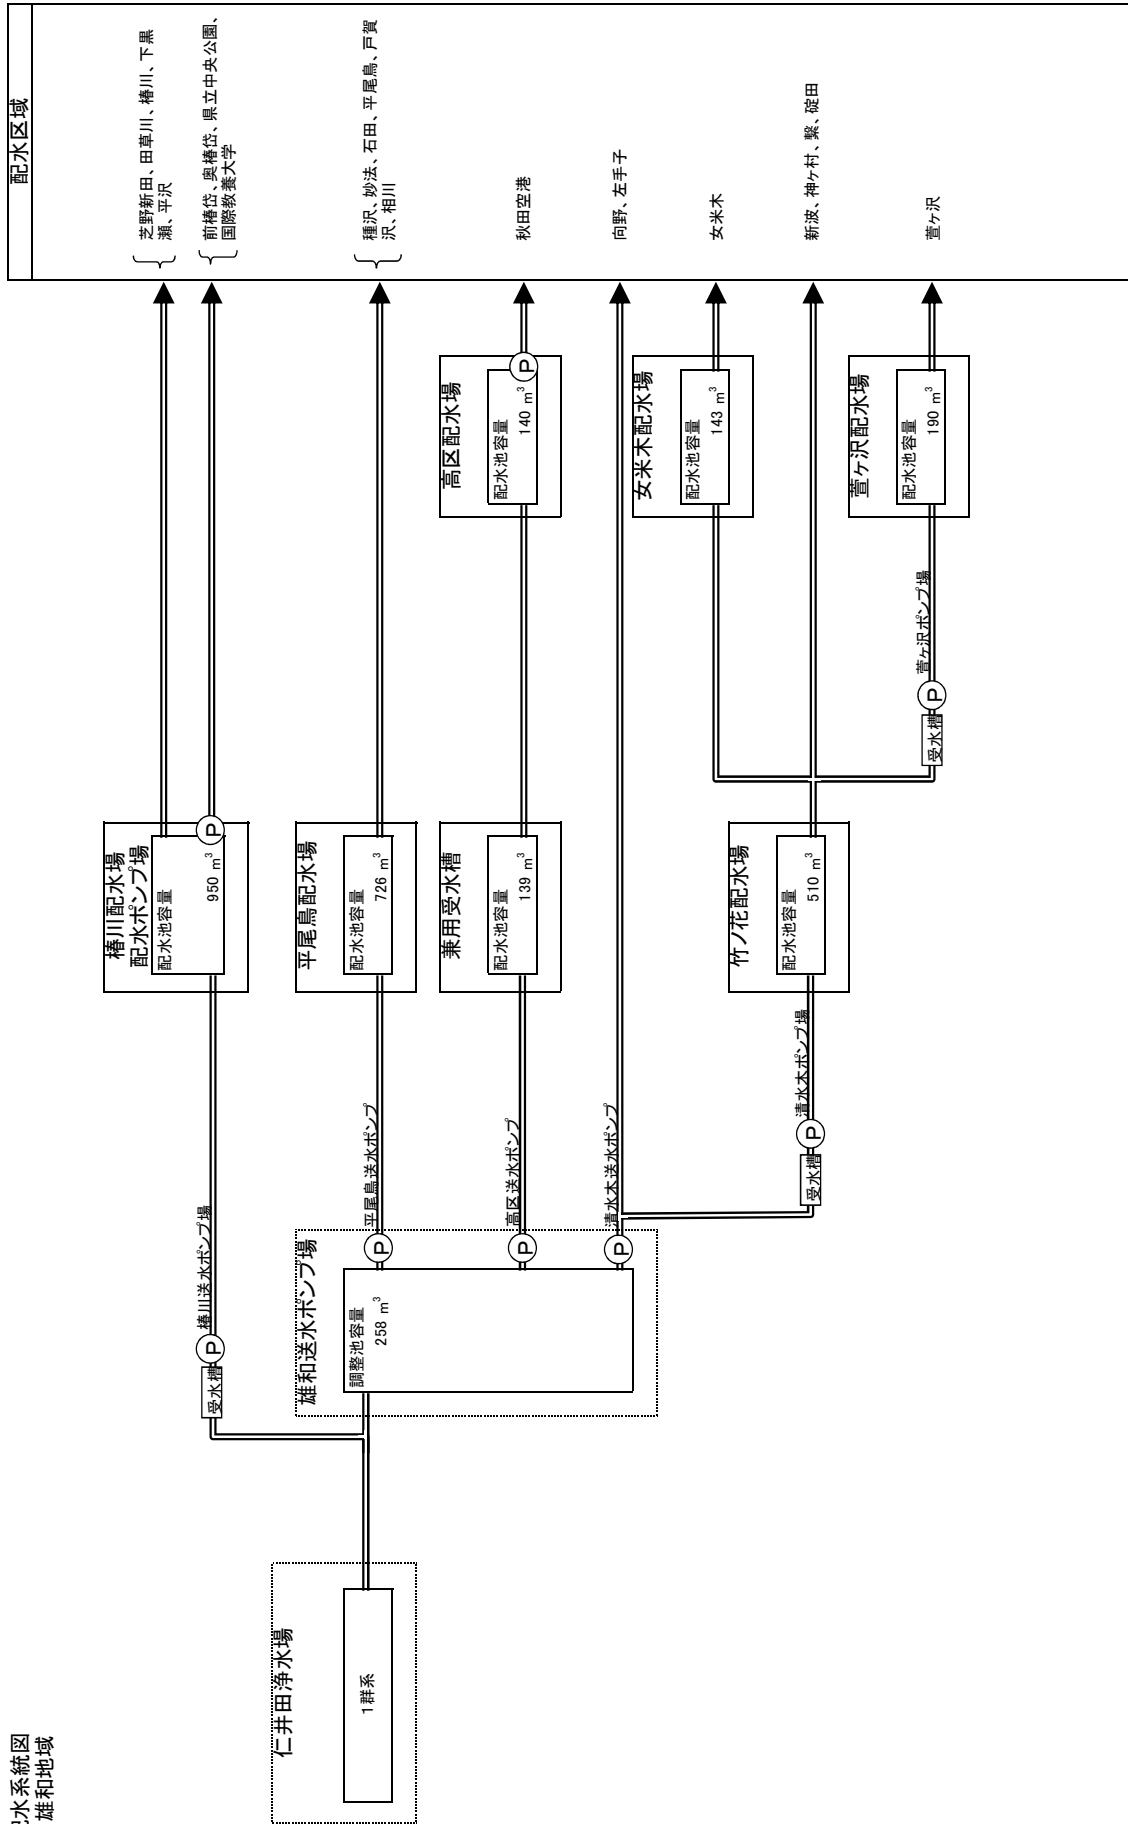 配水系統図
雄和地域
仁井田浄水場
1群系
受水槽
P
椿川送水ポンプ場
椿川配水場
配水ポンプ場
配水池容量
950 m³
P
雄和送水ポンプ場
調整池容量
258 m³
P
平尾鳥送水ポンプ
平尾鳥配水場
配水池容量
726 m³
P
高区送水ポンプ
兼用受水槽
配水池容量
139 m³
高区配水場
配水池容量
140 m³
P
P
清水木送水ポンプ
受水槽
P
清水木ポンプ場
竹ノ花配水場
配水池容量
510 m³
女米木配水場
配水池容量
143 m³
受水槽
P
萱ヶ沢ポンプ場
萱ヶ沢配水場
配水池容量
190 m³
配水区域
芝野新田、田草川、椿川、下黒
瀬、平沢
前椿岱、奥椿岱、県立中央公園、
国際教養大学
種沢、妙法、石田、平尾鳥、戸賀
沢、相川
秋田空港
向野、左手子
女米木
新波、神ヶ村、繋、碇田
萱ヶ沢